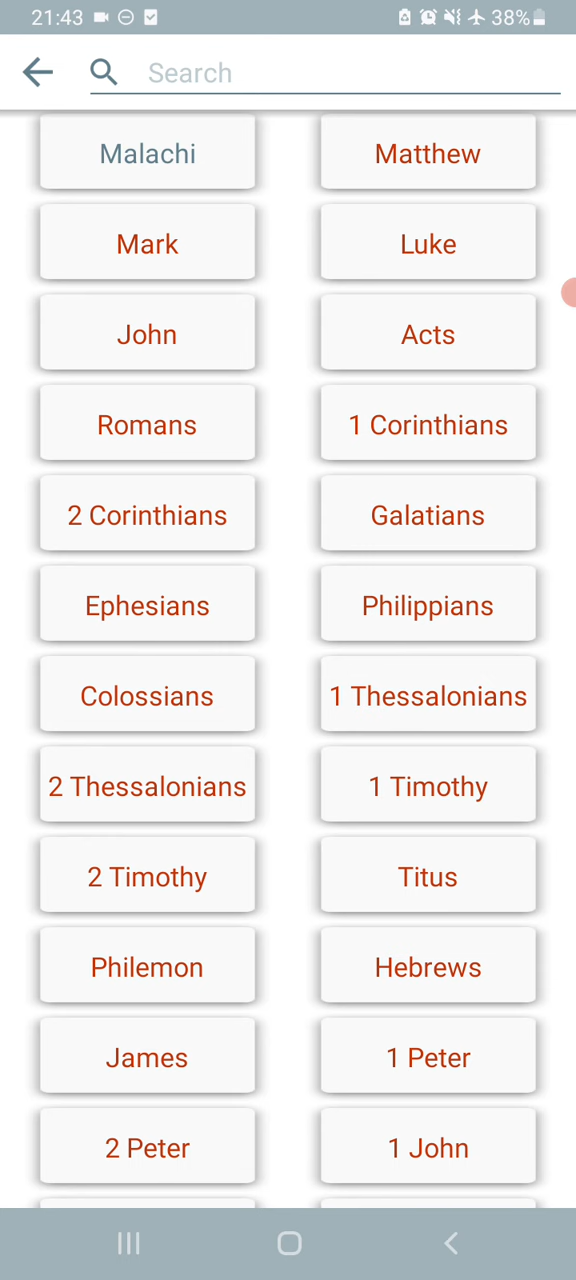 21:43 38%
Search
Malachi Matthew
Mark Luke
John Acts
Romans 1 Corinthians
2 Corinthians Galatians
Ephesians Philippians
Colossians 1 Thessalonians
2 Thessalonians 1 Timothy
2 Timothy Titus
Philemon Hebrews
James 1 Peter
2 Peter 1 John